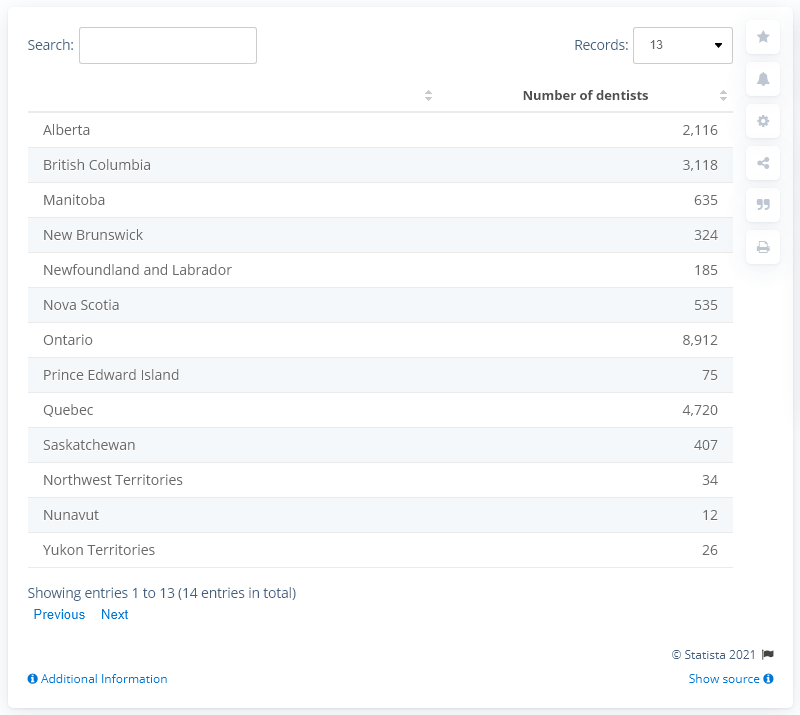 Search:
Records: 13
Number of dentists
Alberta 2,116
British Columbia 3,118
Manitoba 635
New Brunswick 324
Newfoundland and Labrador 185
Nova Scotia 535
Ontario 8,912
Prince Edward Island 75
Quebec 4,720
Saskatchewan 407
Northwest Territories 34
Nunavut 12
Yukon Territories 26
Showing entries 1 to 13 (14 entries in total)
Previous Next
© Statista 2021
Additional Information Show source